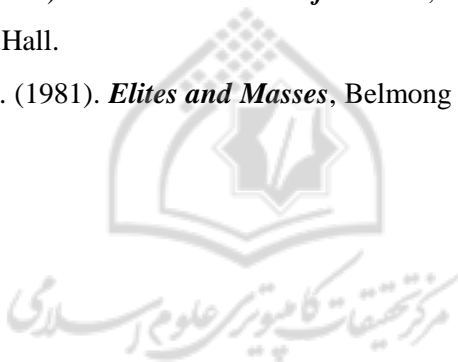 Hall.
. (1981). Elites and Masses, Belmong
مرکز تحقیقات کامپیوتری علوم اسلامی